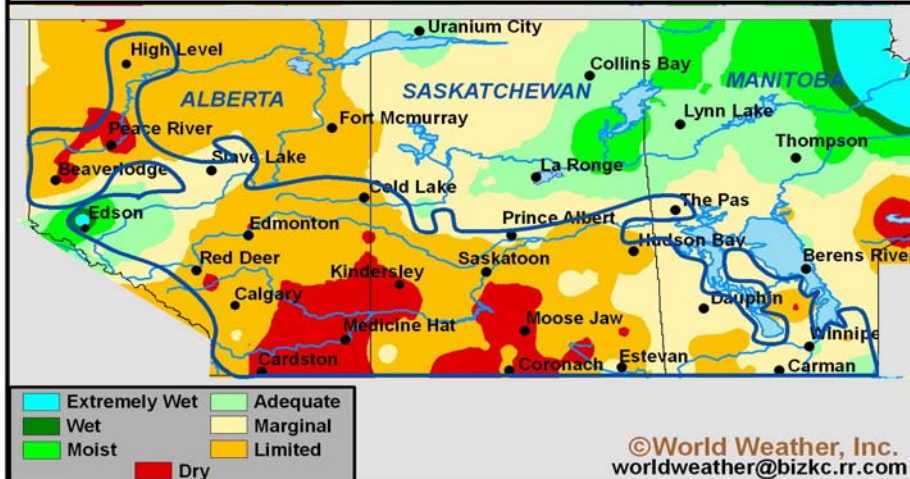 Uranium City
High Level
Collins Bay
SASKATCHEWAN
MANITOBA
ALBERTA
Fort Mcmurray
Lynn Lake
Peace River
Thompson
Slave Lake
La Ronge
Beaverlodge
Cold Lake
The Pas
Edson
Prince Albert
Edmonton
Hudson Bay
Red Deer
Saskatoon
Berens River
Kindersley
Calgary
Dauphin
Moose Jaw
Medicine Hat
Winnipe
Cardston
Coronach
Estevan
Carman
Extremely Wet
Adequate
Wet
Marginal
Moist
Limited
Dry
©World Weather, Inc.
worldweather@bizkc.rr.com